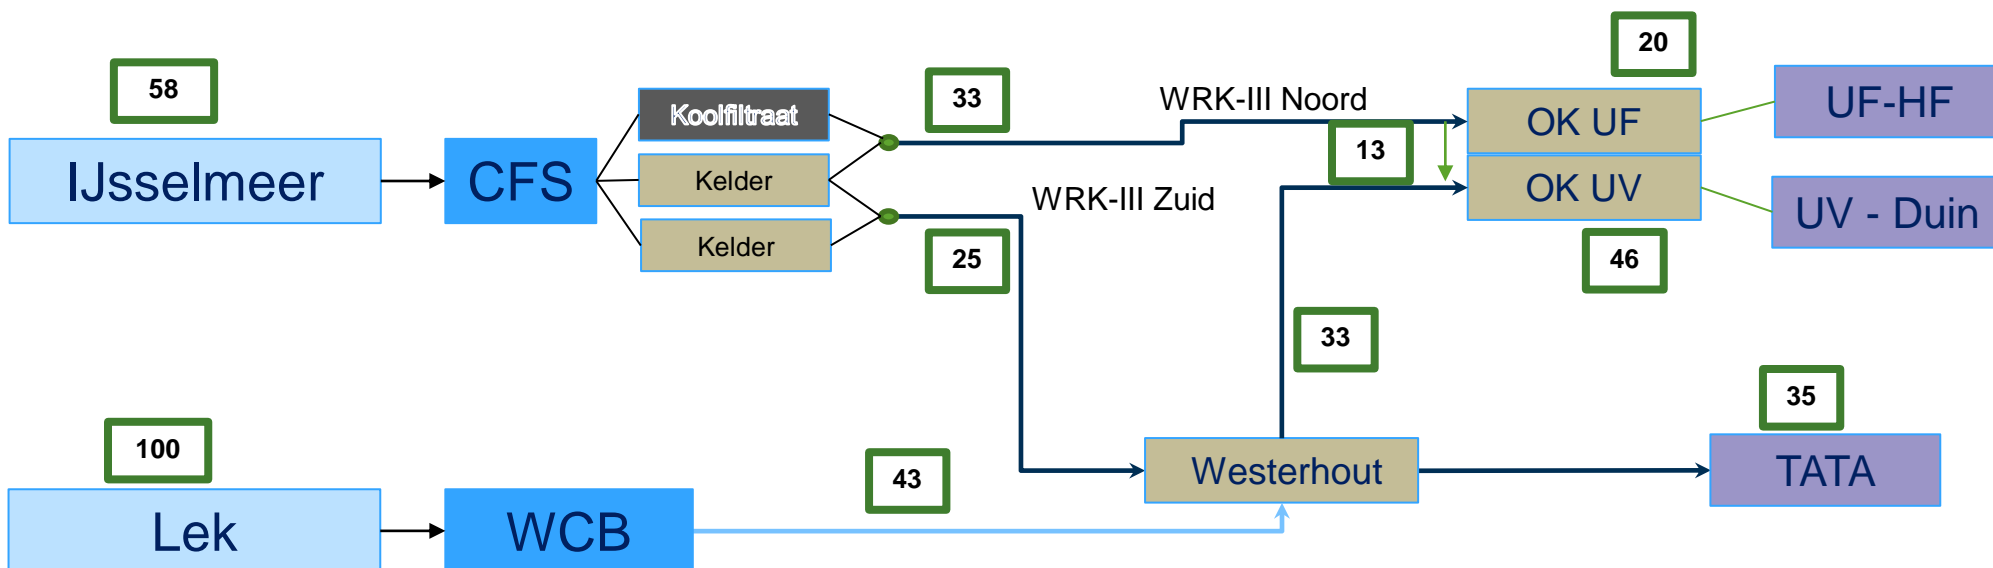 58
IJsselmeer
CFS
Koolfiltraat
Kelder
Kelder
33
25
WRK-III Noord
WRK-III Zuid
13
20
OK UF
OK UV
46
UF-HF
UV - Duin
33
35
100
Lek
WCB
43
Westerhout
TATA